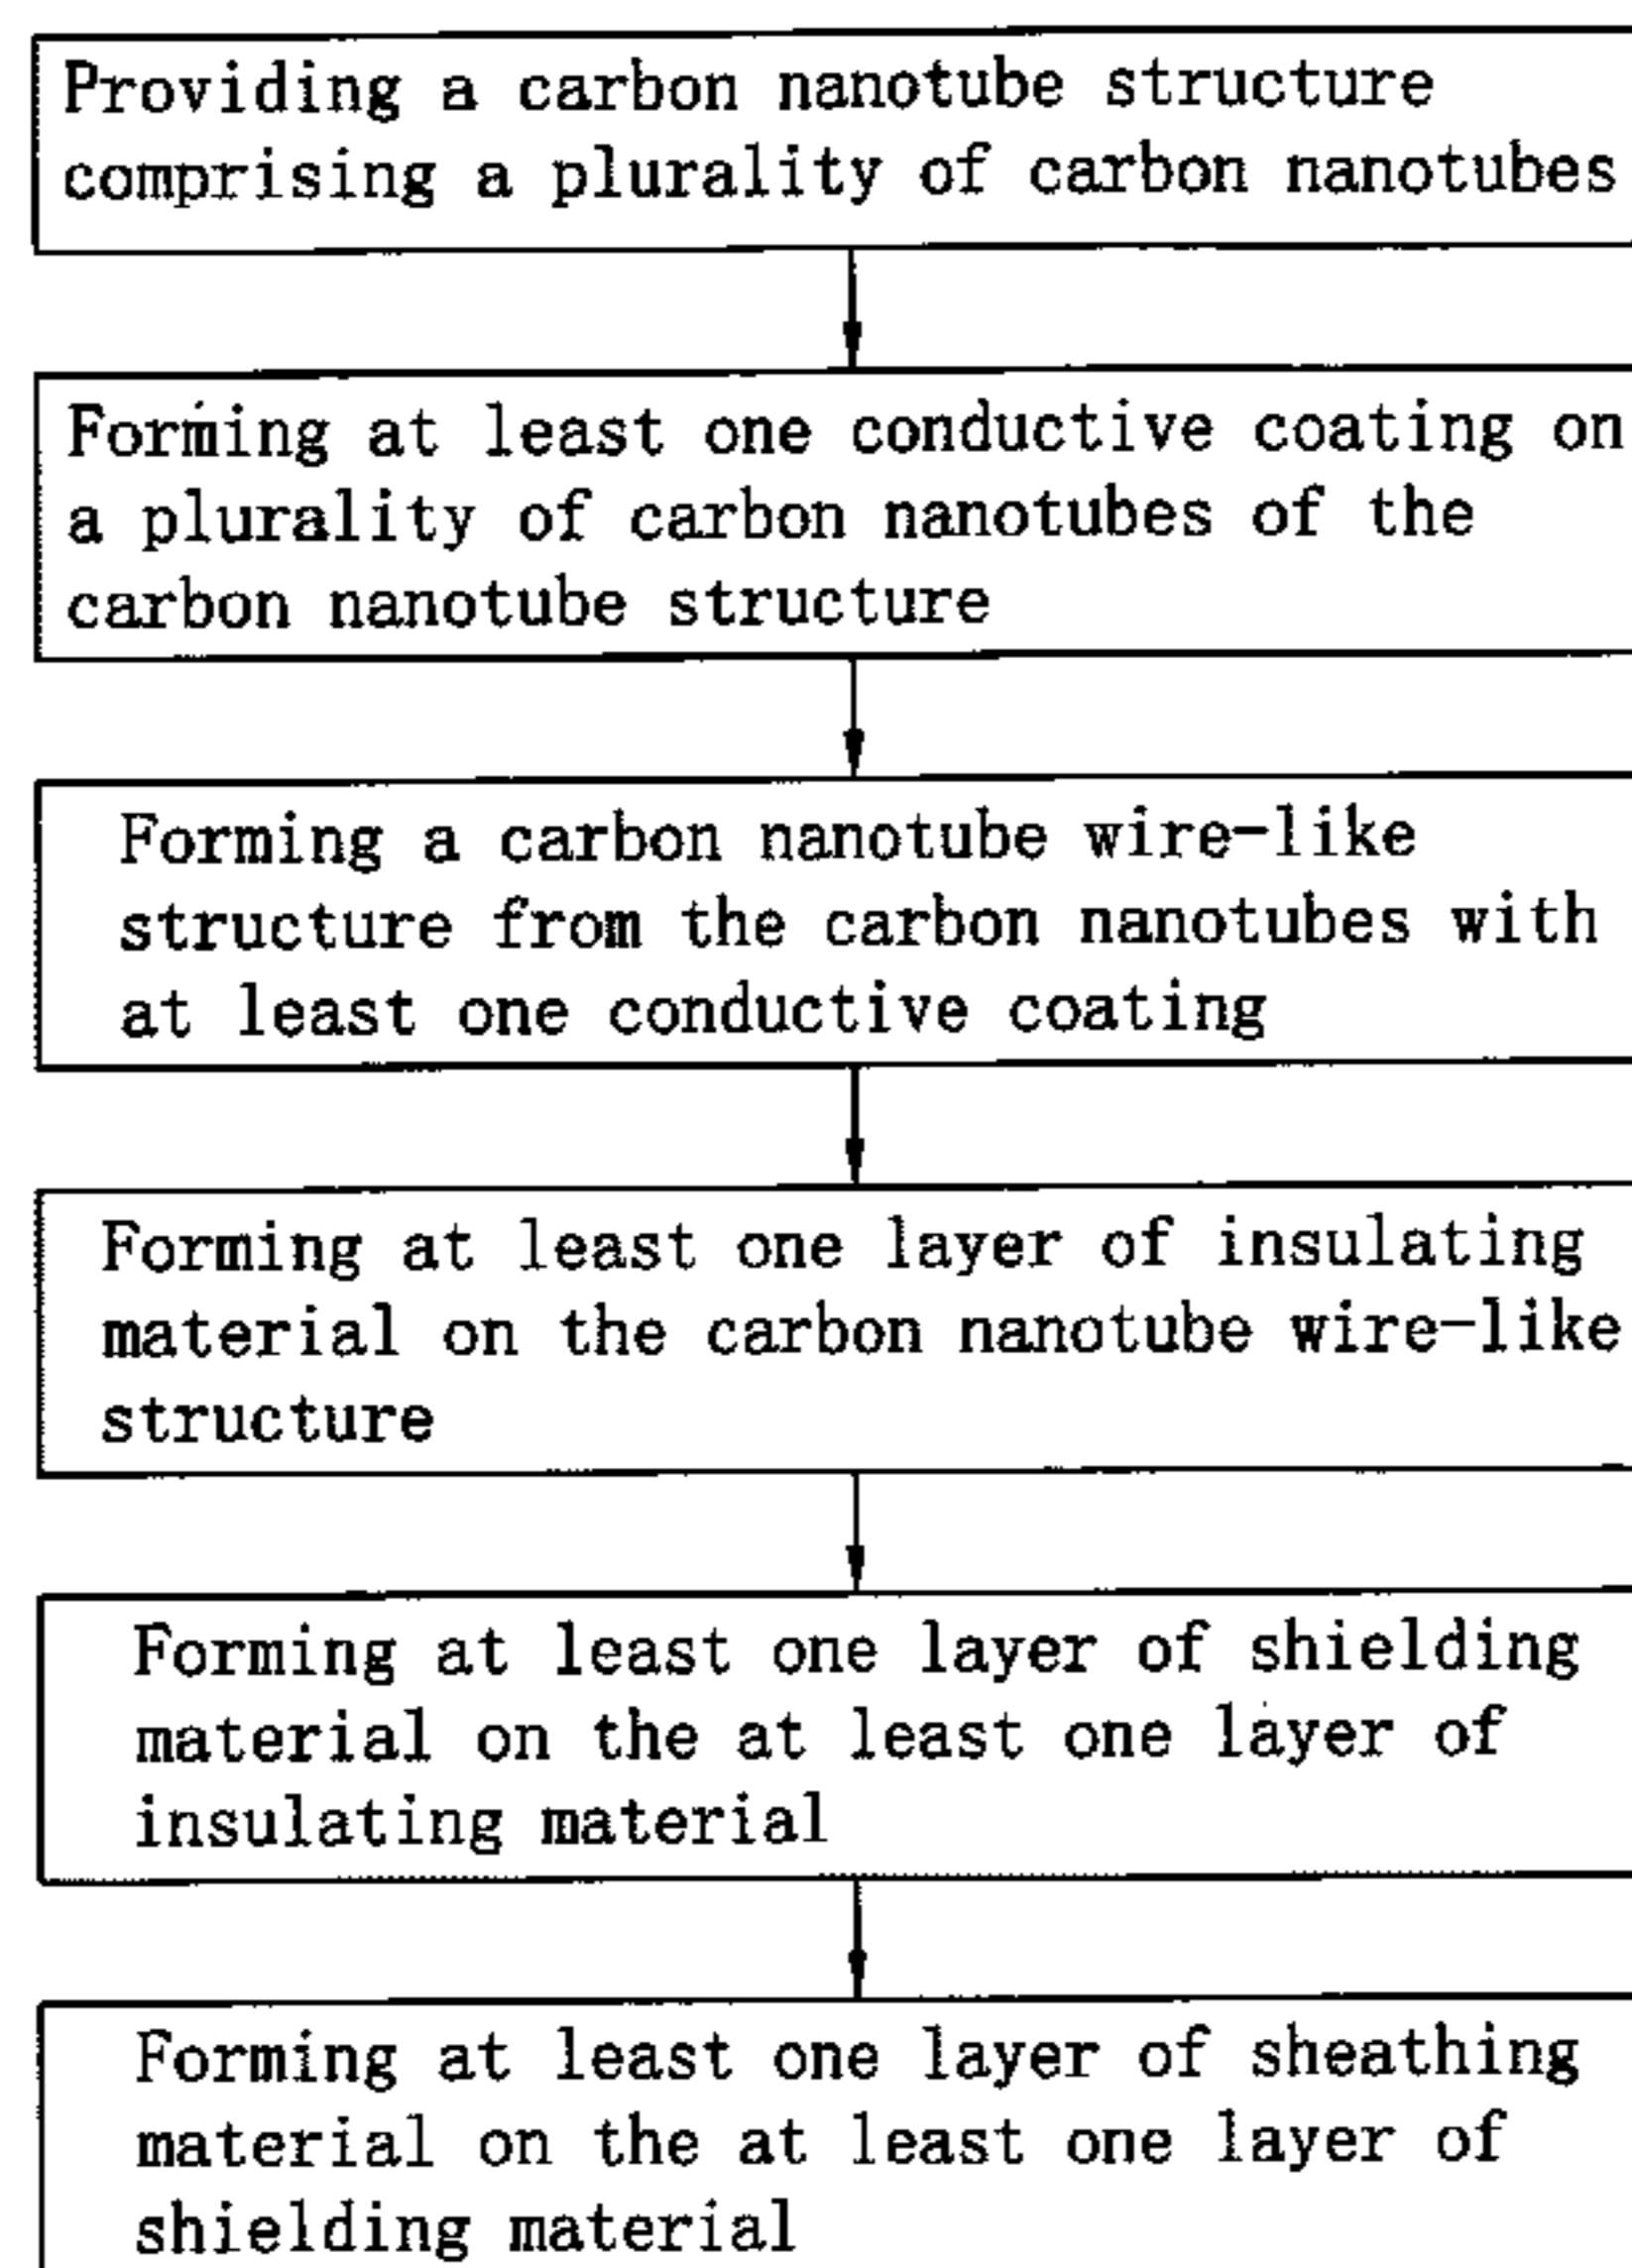 Providing a carbon nanotube structure
comprising a plurality of carbon nanotubes
Forming at least one conductive coating on
a plurality of carbon nanotubes of the
carbon nanotube structure
Forming a carbon nanotube wire-like
structure from the carbon nanotubes with
at least one conductive coating
Forming at least one layer of insulating
material on the carbon nanotube wire-like
structure
Forming at least one layer of shielding
material on the at least one layer of
insulating material
Forming at least one layer of sheathing
material on the at least one layer of
shielding material